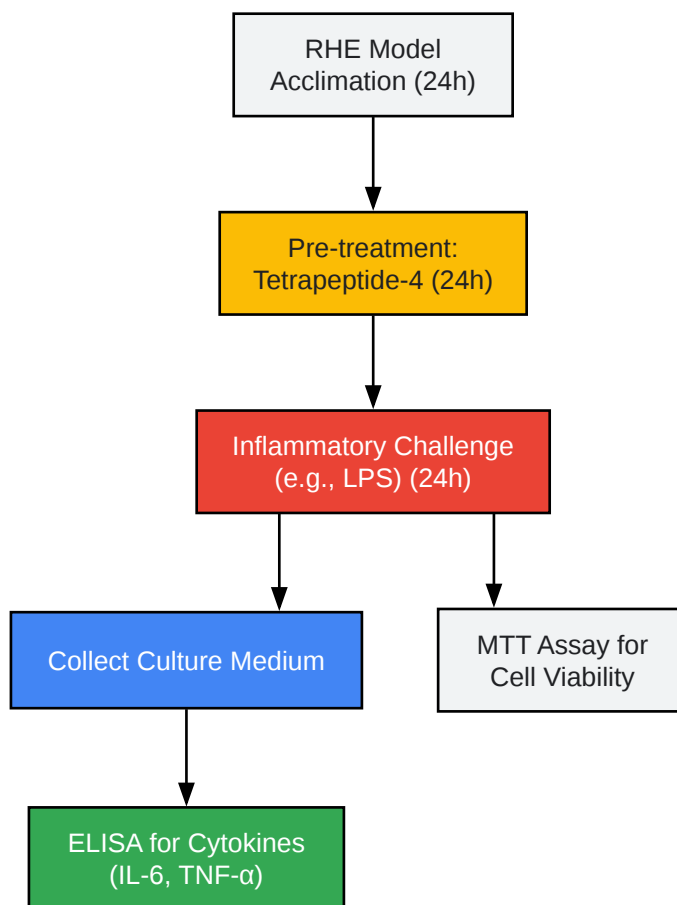 RHE Model
Acclimation (24h)
Pre-treatment:
Tetrapeptide-4 (24h)
Inflammatory Challenge
(e.g., LPS) (24h)
Collect Culture Medium
MTT Assay for
Cell Viability
ELISA for Cytokines
(IL-6, TNF-α)